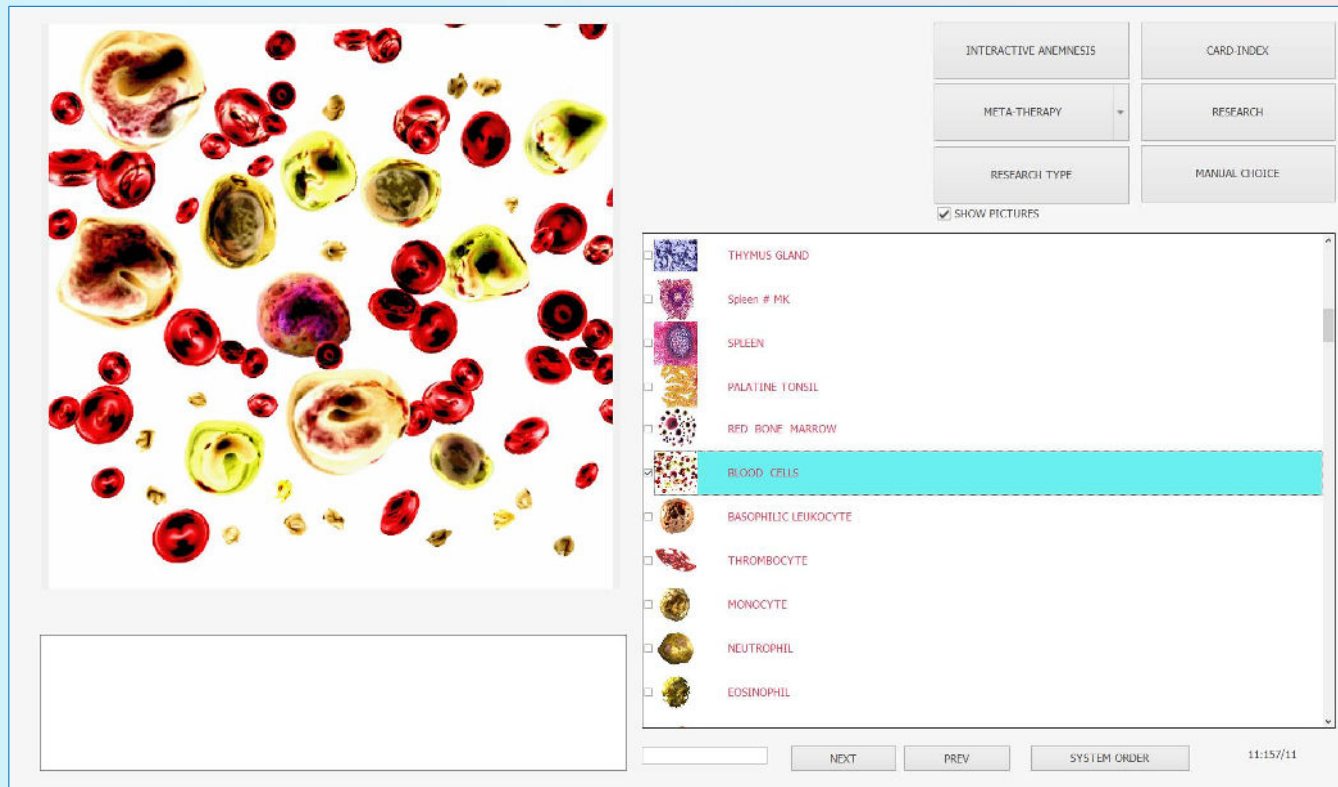 INTERACTIVE ANEMNESIS
CARD-INDEX
META-THERAPY
RESEARCH
RESEARCH TYPE
MANUAL CHOICE
SHOW PICTURES
THYMUS GLAND
Spleen # MK
SPLEEN
PALATINE TONSIL
RED BONE MARROW
BLOOD CELLS
BASOPHILIC LEUKOCYTE
THROMBOCYTE
MONOCYTE
NEUTROPHIL
EOSINOPHIL
NEXT
PREV
SYSTEM ORDER
11:157/11